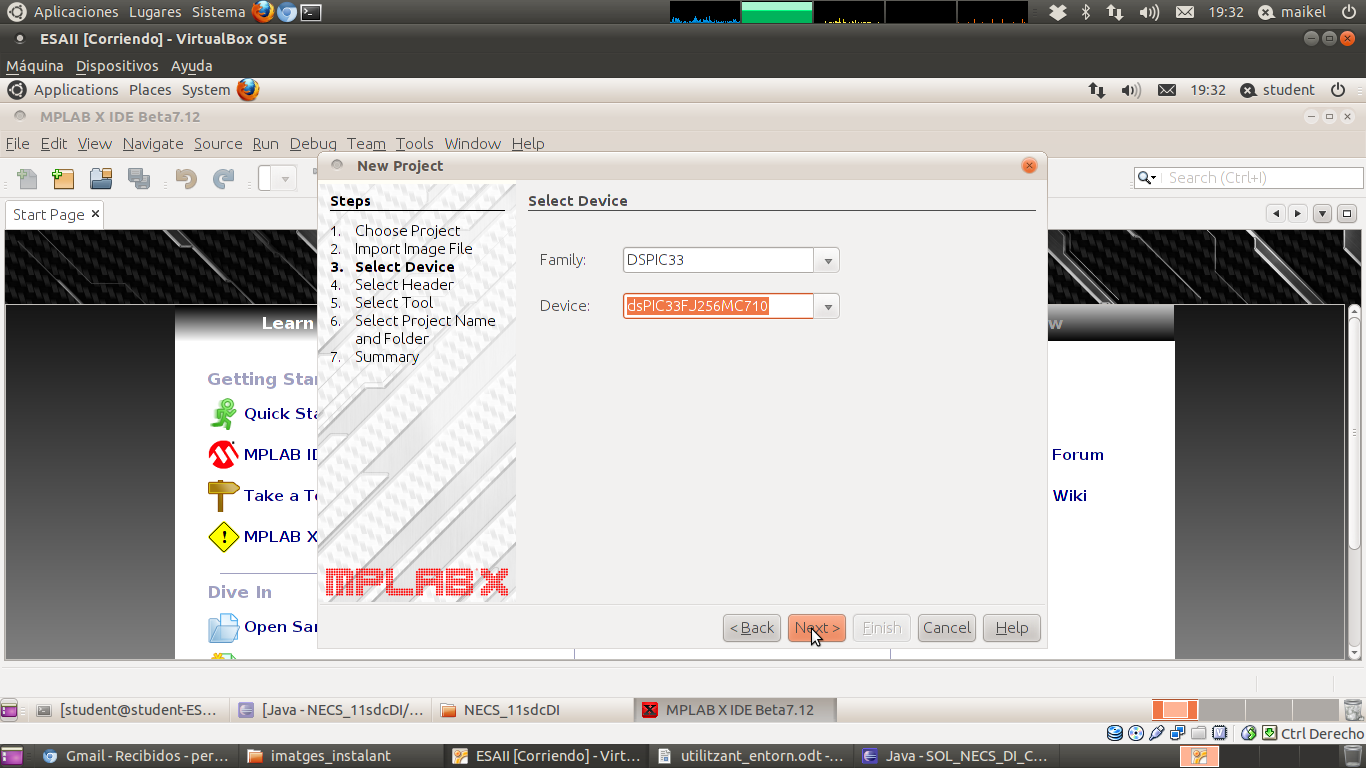 Aplicaciones Lugares Sistema 19:32 maikel
ESAII [Corriendo] - VirtualBox OSE
Máquina Dispositivos Ayuda
Applications Places System 19:32 student
MPLAB X IDE Beta7.12
File Edit View Navigate Source Run Debug Team Tools Window Help
New Project
Search (Ctrl+I)
Start Page
Steps
1. Choose Project
2. Import Image File
3. Select Device
4. Select Header
5. Select Tool
6. Select Project Name
and Folder
7. Summary
MPLAB X
Select Device
Family: DSPIC33
Device: dsPIC33FJ256MC710
< Back Next > Finish Cancel Help
Learn
w
Getting Sta
Quick Sta
MPLAB ID
Forum
Take a T
Wiki
MPLAB X
Dive In
Open Sa
[student@student-ES... [Java - NECS_11sdcDI/... NECS_11sdcDI MPLAB X IDE Beta7.12
Ctrl Derecho
Gmail - Recibidos - per... imatges_instalant ESAII [Corriendo] - Virt... utilitzant_entorn.odt -... Java - SOL_NECS_DI_C...